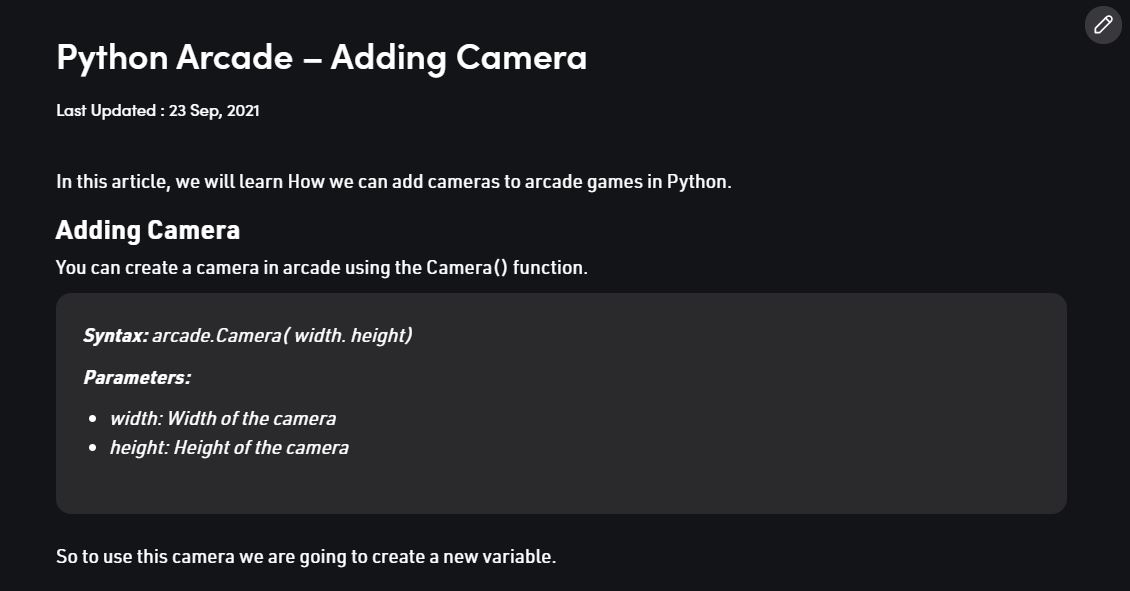 Python Arcade – Adding Camera
Last Updated : 23 Sep, 2021
In this article, we will learn How we can add cameras to arcade games in Python.
Adding Camera
You can create a camera in arcade using the Camera() function.
Syntax: arcade.Camera( width. height)
Parameters:
• width: Width of the camera
• height: Height of the camera
So to use this camera we are going to create a new variable.